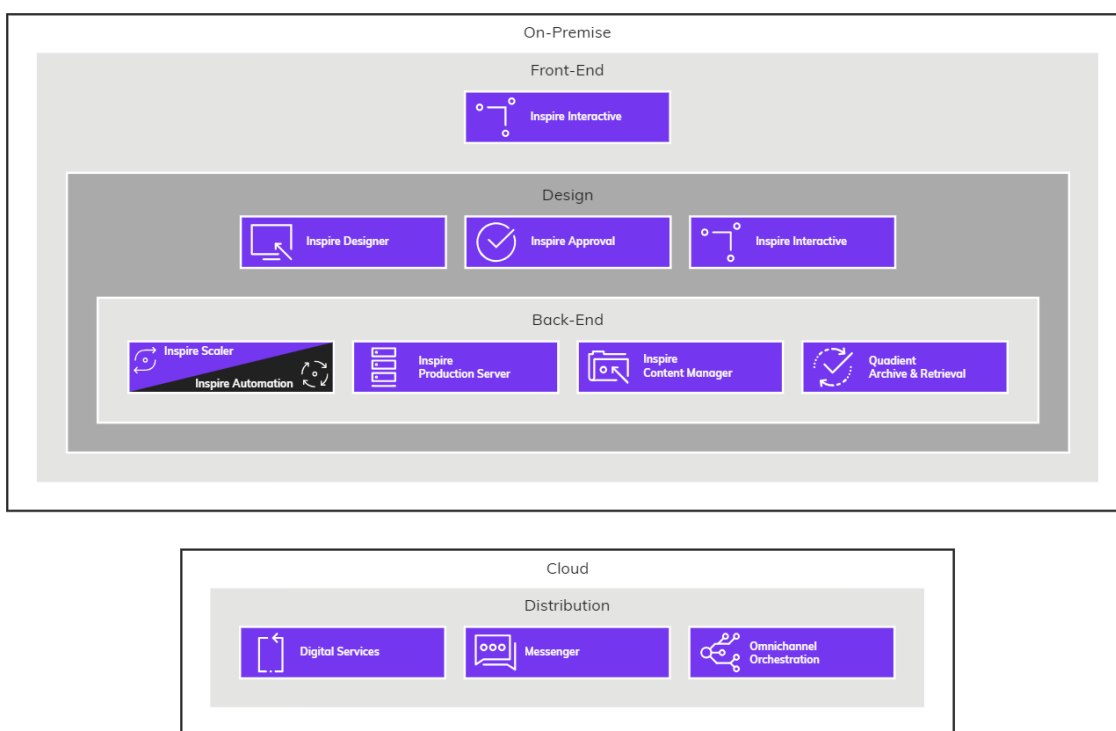 On-Premise
Front-End
Inspire Interactive
Design
Inspire Designer
Inspire Approval
Inspire Interactive
Back-End
Inspire Scaler
Inspire Automation
Inspire
Production Server
Inspire
Content Manager
Quadient
Archive & Retrieval
Cloud
Distribution
Digital Services
Messenger
Omnichannel
Orchestration